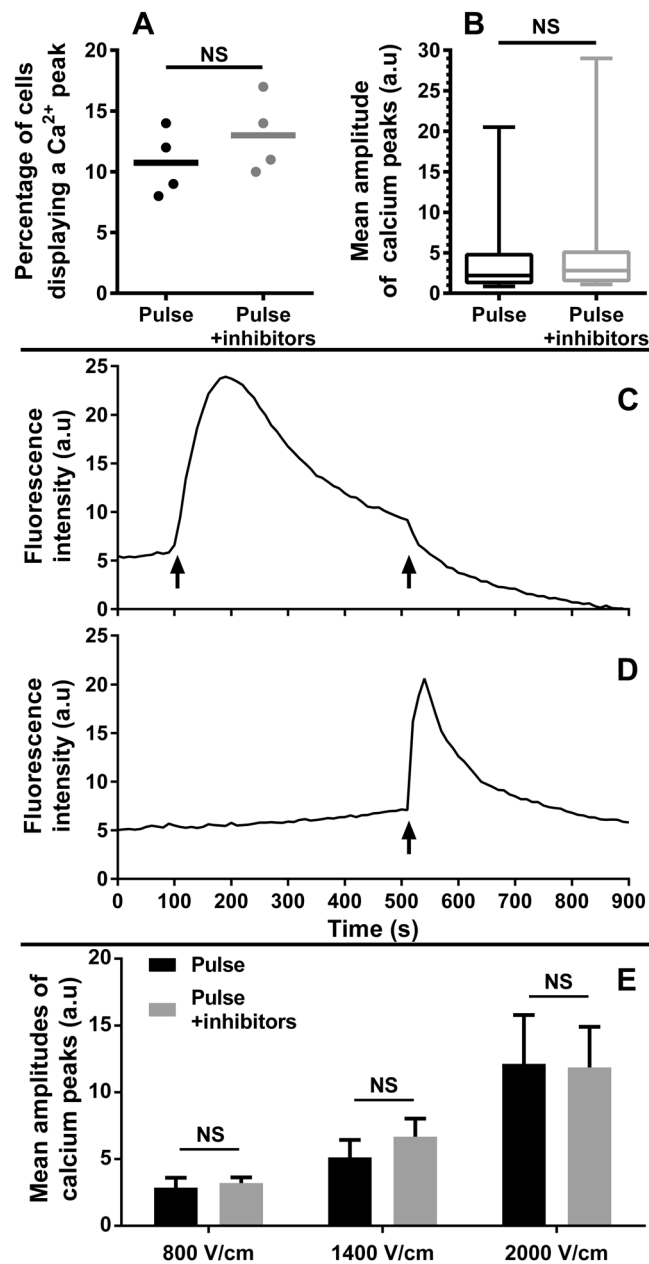 A
NS
Percentage of cells
displaying a Ca²⁺ peak
20
15
10
5
0
Pulse
Pulse
+inhibitors
B
NS
Mean amplitude
of calcium peaks (a.u)
30
25
20
15
10
5
0
Pulse
Pulse
+inhibitors
C
Fluorescence
intensity (a.u)
25
20
15
10
5
0
D
Fluorescence
intensity (a.u)
25
20
15
10
5
0
0 100 200 300 400 500 600 700 800 900
Time (s)
E
Mean amplitudes of
calcium peaks (a.u)
20
15
10
5
0
Pulse
Pulse
+inhibitors
NS
NS
NS
800 V/cm
1400 V/cm
2000 V/cm